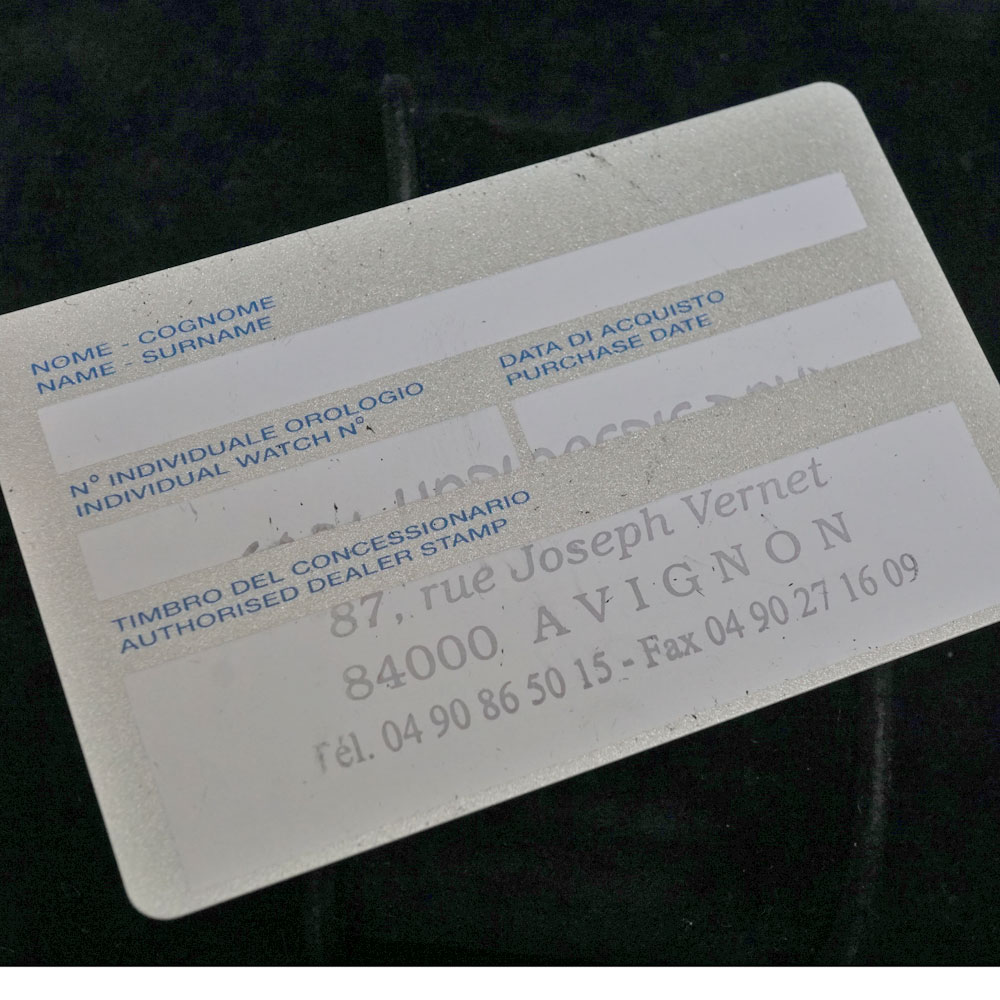 NOME - COGNOME
NAME - SURNAME
N° INDIVIDUALE OROLOGIO
INDIVIDUAL WATCH N°
DATA DI ACQUISTO
PURCHASE DATE
TIMBRO DEL CONCESSIONARIO
AUTHORISED DEALER STAMP
87, rue Joseph Vernet
84000 AVIGNON
Tél. 04 90 86 50 15 - Fax 04 90 27 16 09